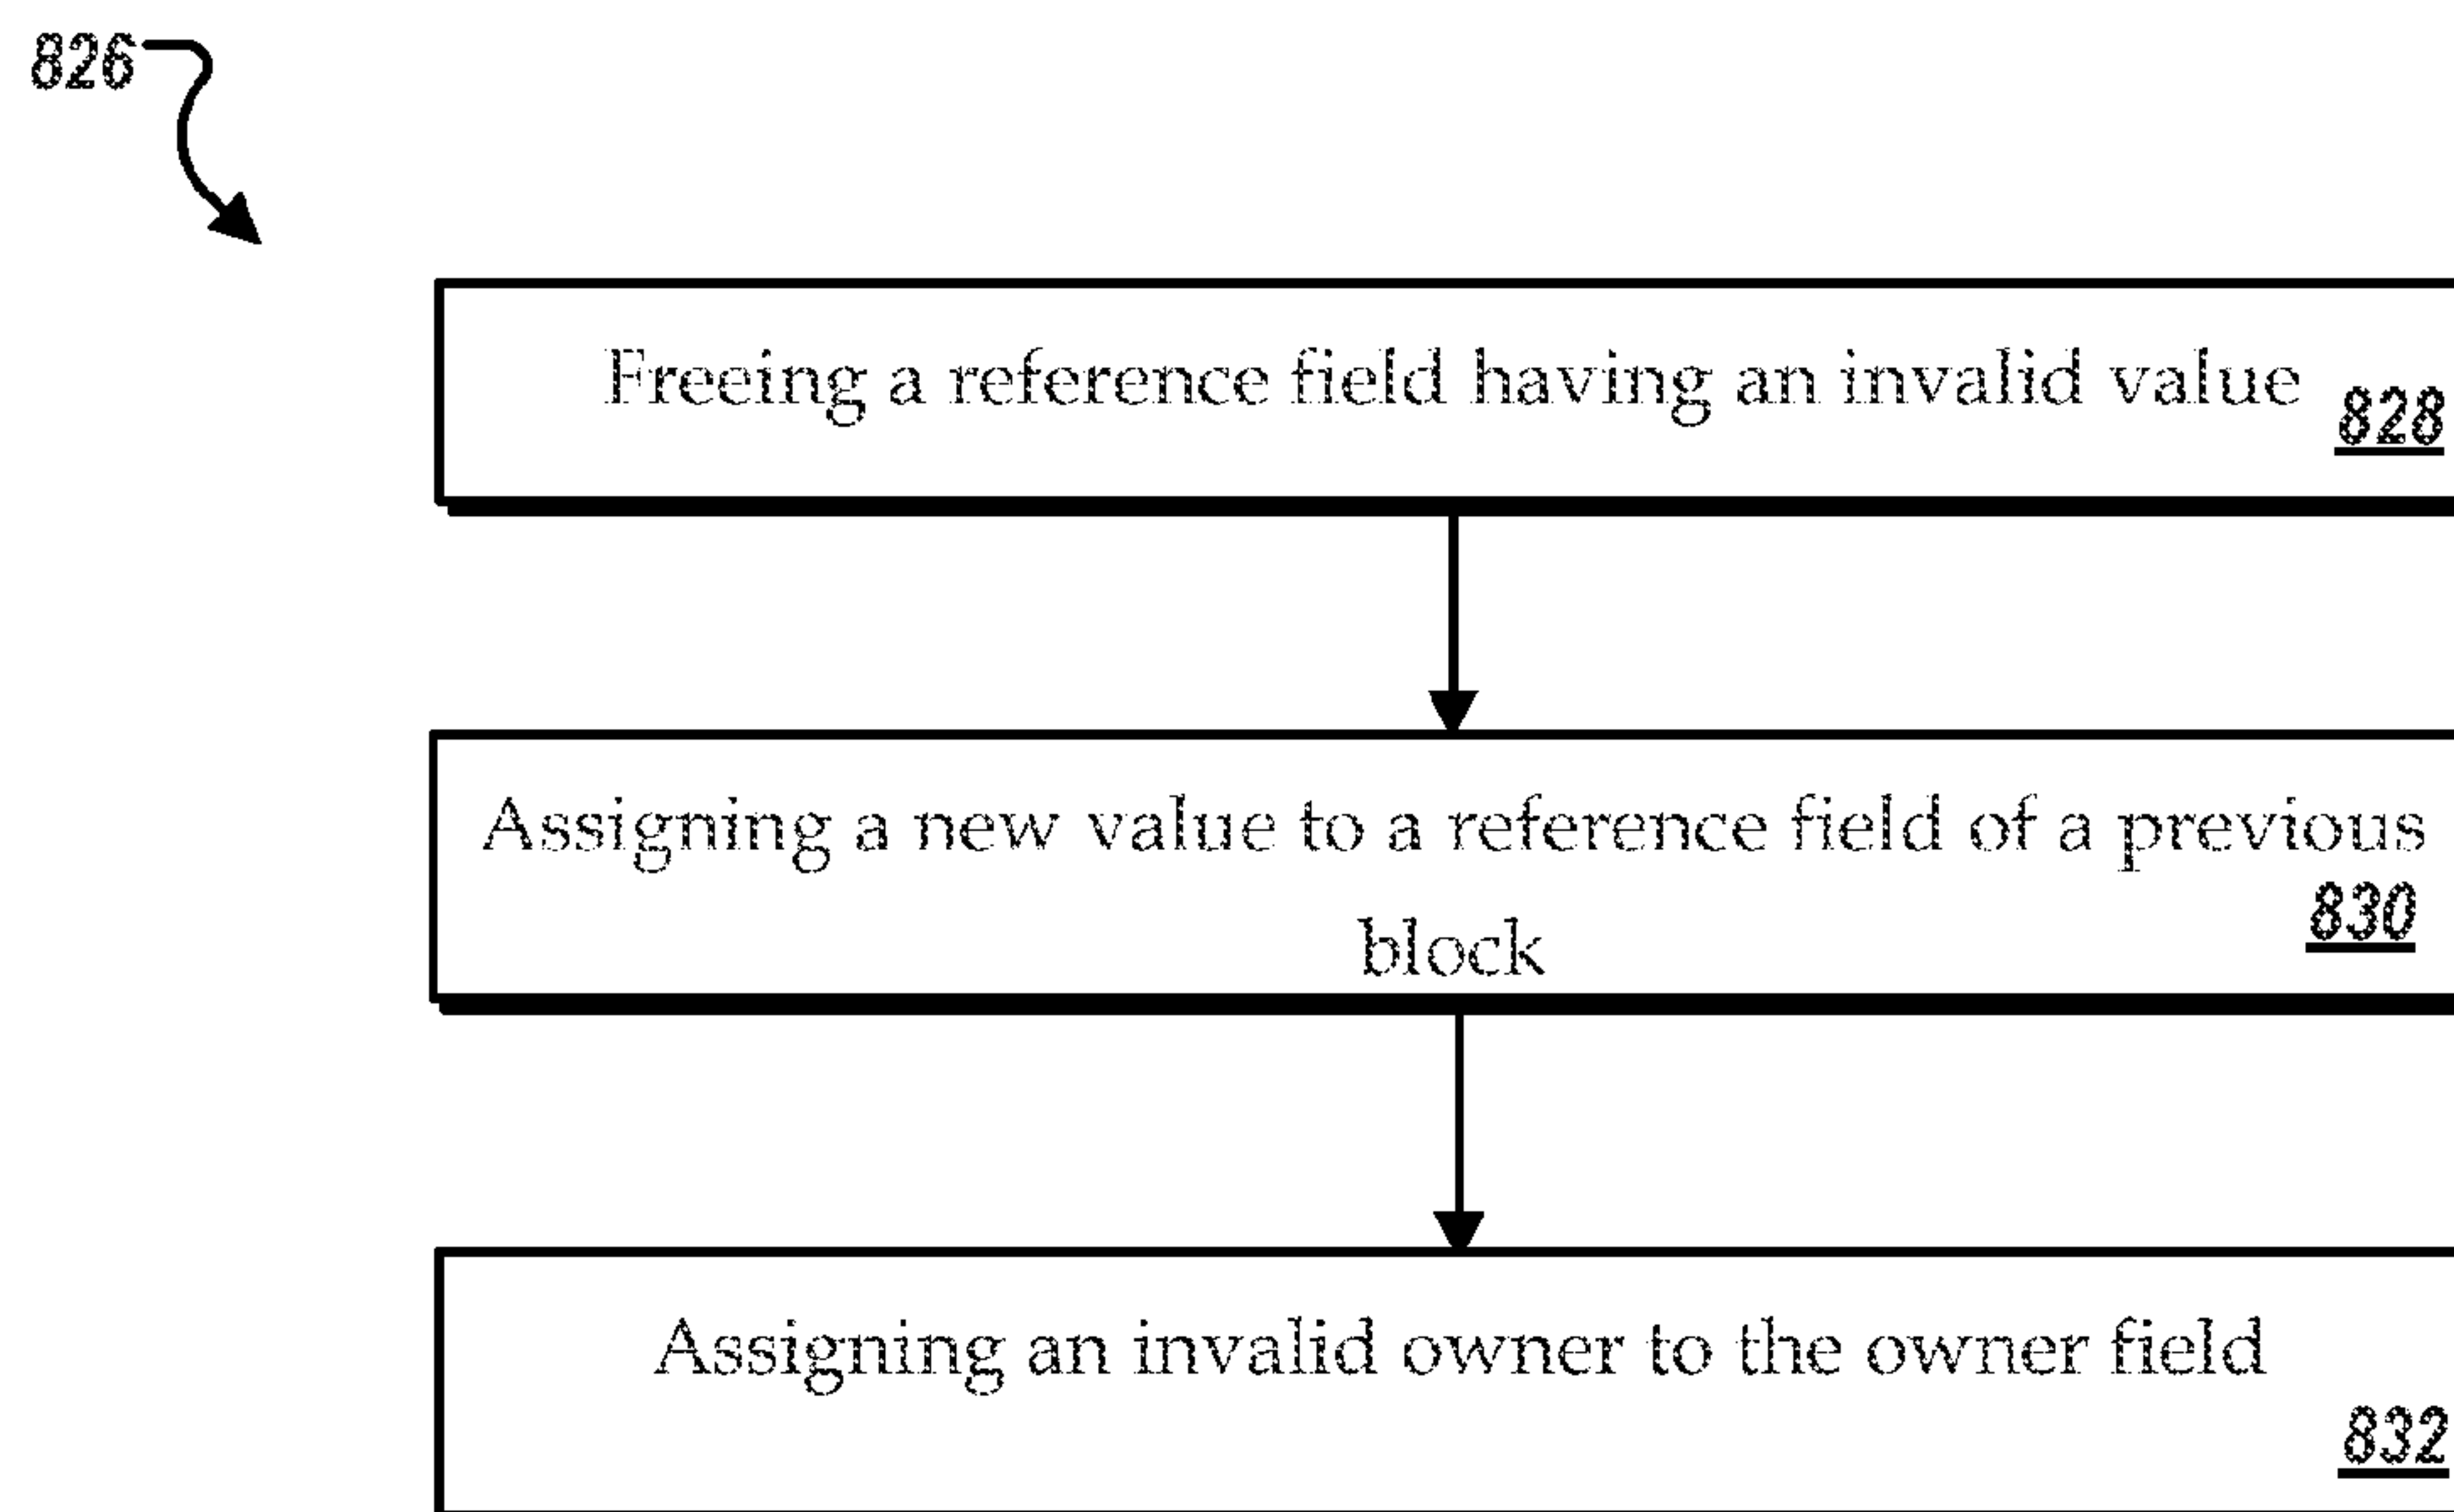 826
Freeing a reference field having an invalid value
828
Assigning a new value to a reference field of a previous
830
block
Assigning an invalid owner to the owner field
832